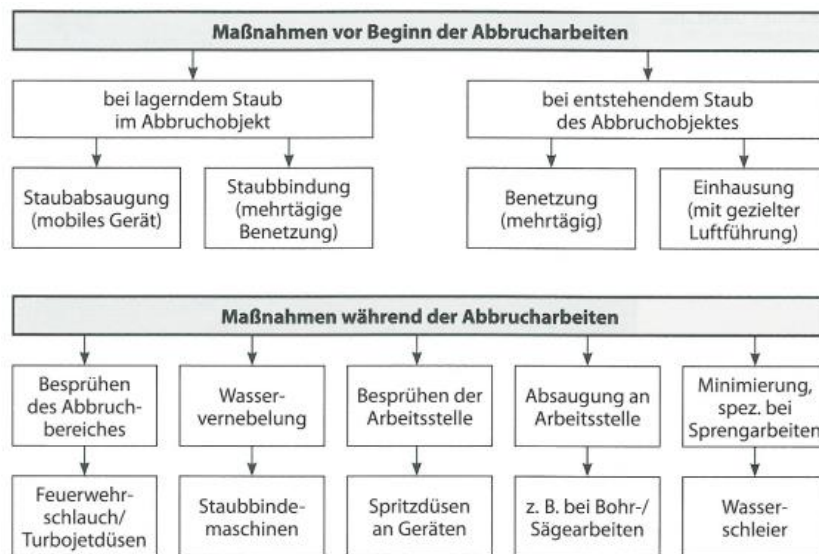 Maßnahmen vor Beginn der Abbrucharbeiten
bei lagerndem Staub
im Abbruchobjekt
bei entstehendem Staub
des Abbruchobjektes
Staubabsaugung
(mobiles Gerät)
Staubbindung
(mehrtägige
Benetzung)
Benetzung
(mehrtägig)
Einhausung
(mit gezielter
Luftführung)
Maßnahmen während der Abbrucharbeiten
Besprühen
des Abbruch-
bereiches
Wasser-
vernebelung
Besprühen der
Arbeitsstelle
Absaugung an
Arbeitsstelle
Minimierung,
spez. bei
Sprengarbeiten
Feuerwehr-
schlauch/
Turbojetdüsen
Staubbinde-
maschinen
Spritzdüsen
an Geräten
z. B. bei Bohr-/
Sägearbeiten
Wasser-
schleier